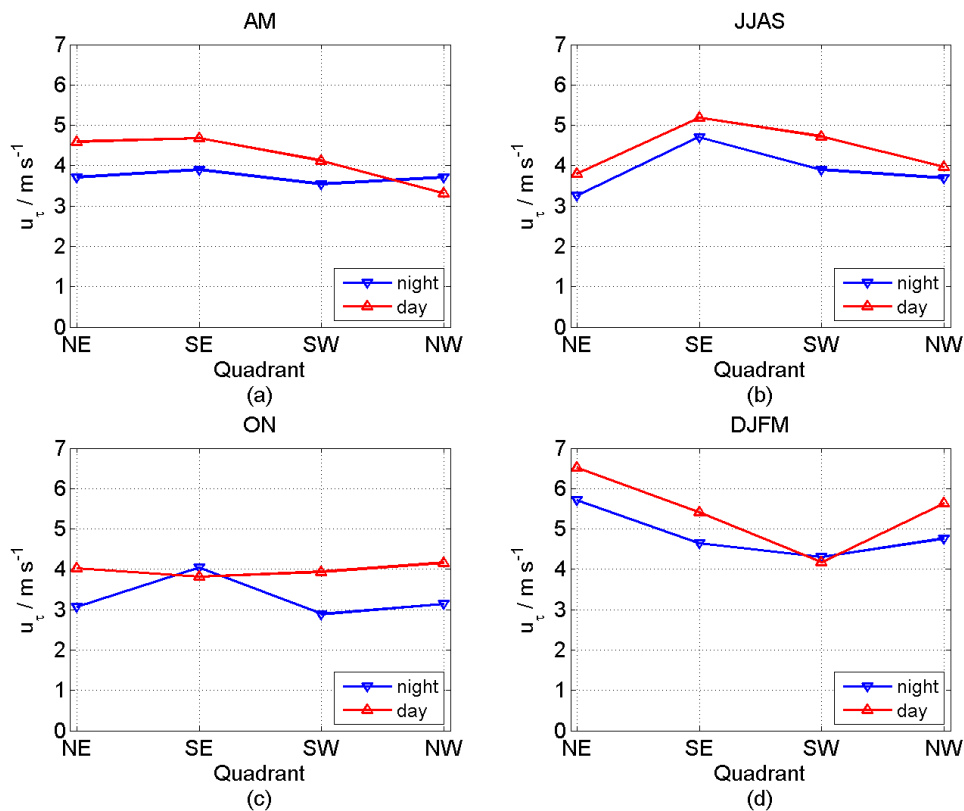 AM
7
6
5
4
3
2
1
0
u_τ / m s⁻¹
night
day
NE SE SW NW
Quadrant
(a)
JJAS
7
6
5
4
3
2
1
0
u_τ / m s⁻¹
night
day
NE SE SW NW
Quadrant
(b)
ON
7
6
5
4
3
2
1
0
u_τ / m s⁻¹
night
day
NE SE SW NW
Quadrant
(c)
DJFM
7
6
5
4
3
2
1
0
u_τ / m s⁻¹
night
day
NE SE SW NW
Quadrant
(d)